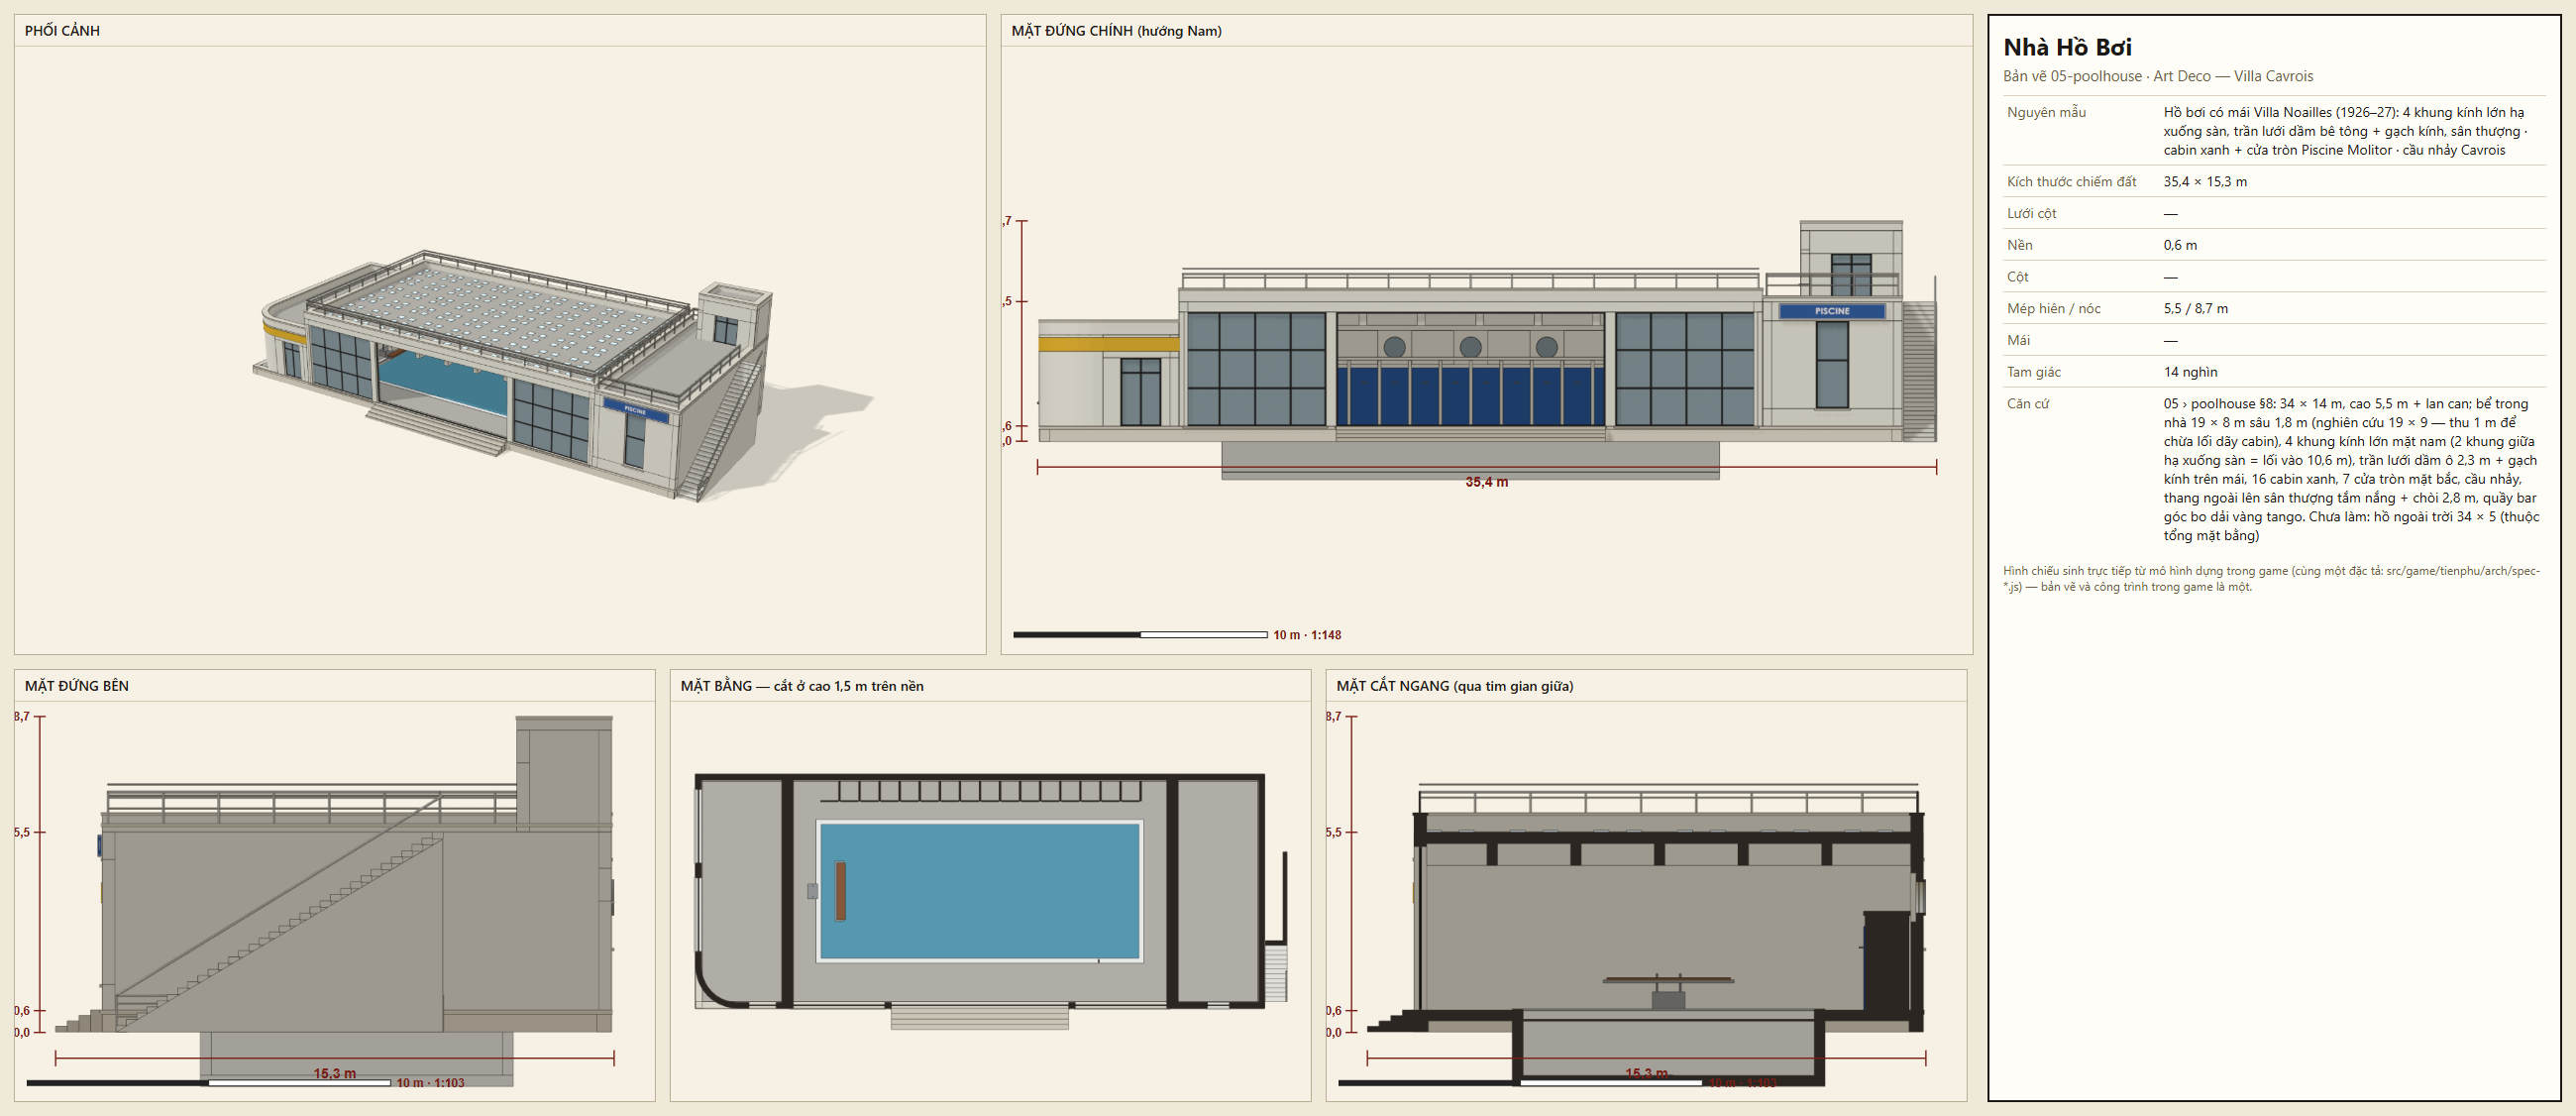 PHỐI CẢNH
PISCINE
MẶT ĐỨNG CHÍNH (hướng Nam)
,7
,5
,6
,0
PISCINE
35,4 m
10 m · 1:148
MẶT ĐỨNG BÊN
8,7
5,5
0,6
0,0
15,3 m
10 m · 1:103
MẶT BẰNG — cắt ở cao 1,5 m trên nền
MẶT CẮT NGANG (qua tim gian giữa)
8,7
5,5
0,6
0,0
15,3 m
10 m · 1:103
Nhà Hồ Bơi
Bản vẽ 05-poolhouse · Art Deco — Villa Cavrois
Nguyên mẫu
Hồ bơi có mái Villa Noailles (1926–27): 4 khung kính lớn hạ
xuống sàn, trần lưới dầm bê tông + gạch kính, sân thượng ·
cabin xanh + cửa tròn Piscine Molitor · cầu nhảy Cavrois
Kích thước chiếm đất 35,4 × 15,3 m
Lưới cột —
Nền 0,6 m
Cột —
Mép hiên / nóc 5,5 / 8,7 m
Mái —
Tam giác 14 nghìn
Căn cứ
05 › poolhouse §8: 34 × 14 m, cao 5,5 m + lan can; bể trong
nhà 19 × 8 m sâu 1,8 m (nghiên cứu 19 × 9 — thu 1 m để
chừa lối dãy cabin), 4 khung kính lớn mặt nam (2 khung giữa
hạ xuống sàn = lối vào 10,6 m), trần lưới dầm ô 2,3 m + gạch
kính trên mái, 16 cabin xanh, 7 cửa tròn mặt bắc, cầu nhảy,
thang ngoài lên sân thượng tắm nắng + chòi 2,8 m, quầy bar
góc bo dải vàng tango. Chưa làm: hồ ngoài trời 34 × 5 (thuộc
tổng mặt bằng)
Hình chiếu sinh trực tiếp từ mô hình dựng trong game (cùng một đặc tả: src/game/tienphu/arch/spec-
*.js) — bản vẽ và công trình trong game là một.